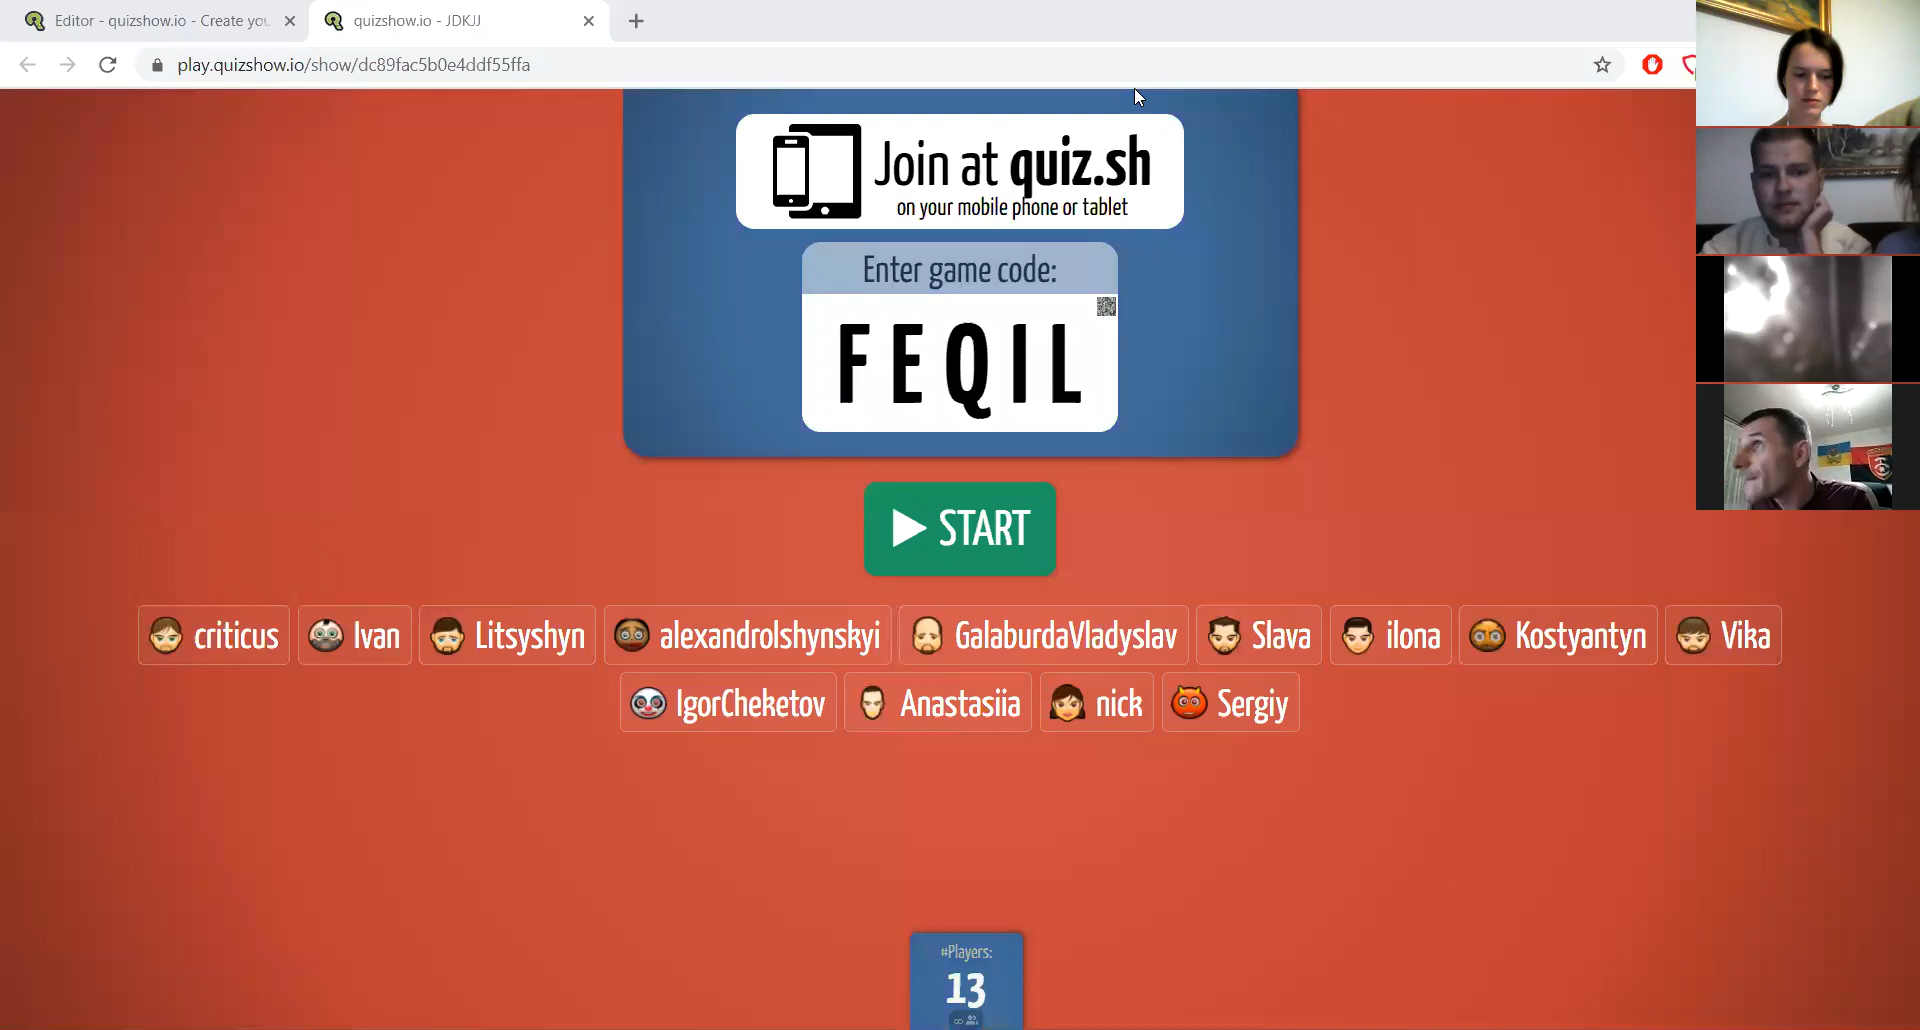 Editor - quizshow.io - Create you
quizshow.io - JDKJJ
play.quizshow.io/show/dc89fac5b0e4ddf55ffa
Join at quiz.sh
on your mobile phone or tablet
Enter game code:
FEQIL
START
criticus Ivan Litsyshyn alexandrolshynskyi GalaburdaVladyslav Slava ilona Kostyantyn Vika
IgorCheketov Anastasiia nick Sergiy
#Players:
13